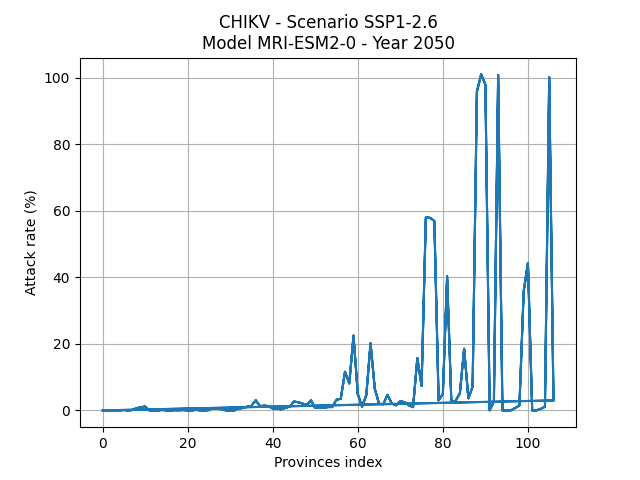 CHIKV - Scenario SSP1-2.6
Model MRI-ESM2-0 - Year 2050
100
80
60
40
20
0
Attack rate (%)
0 20 40 60 80 100
Provinces index